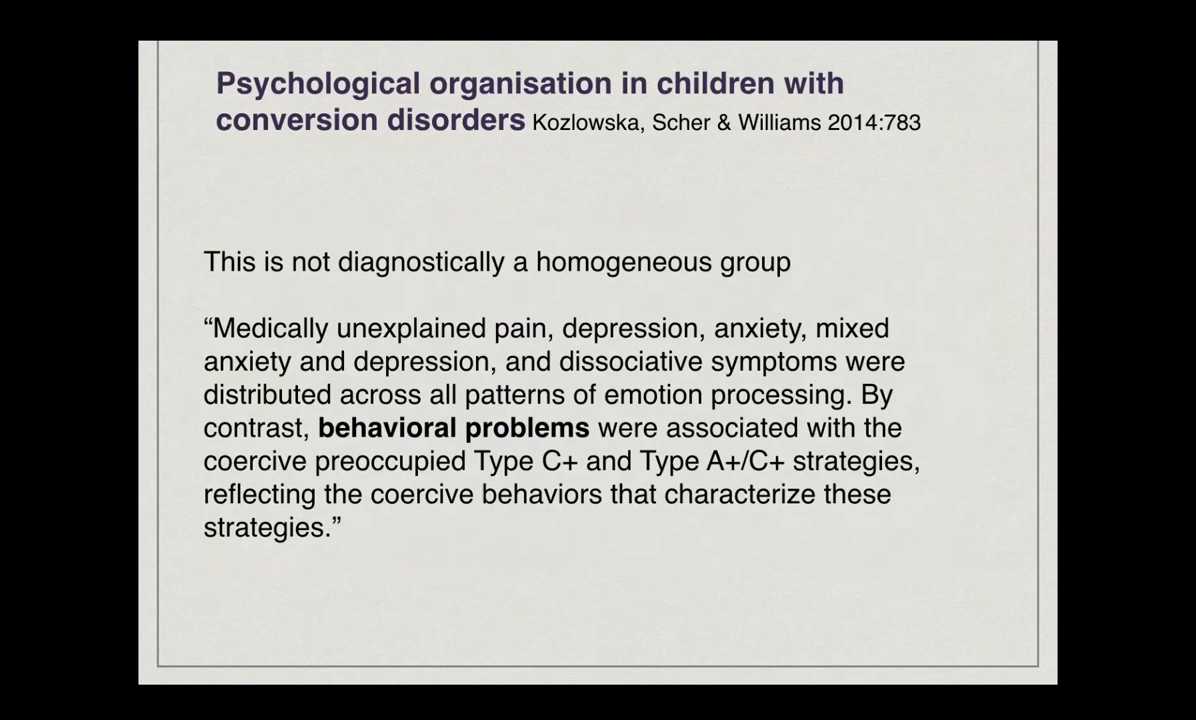 Psychological organisation in children with
conversion disorders Kozlowska, Scher & Williams 2014:783
This is not diagnostically a homogeneous group
“Medically unexplained pain, depression, anxiety, mixed
anxiety and depression, and dissociative symptoms were
distributed across all patterns of emotion processing. By
contrast, behavioral problems were associated with the
coercive preoccupied Type C+ and Type A+/C+ strategies,
reflecting the coercive behaviors that characterize these
strategies.”